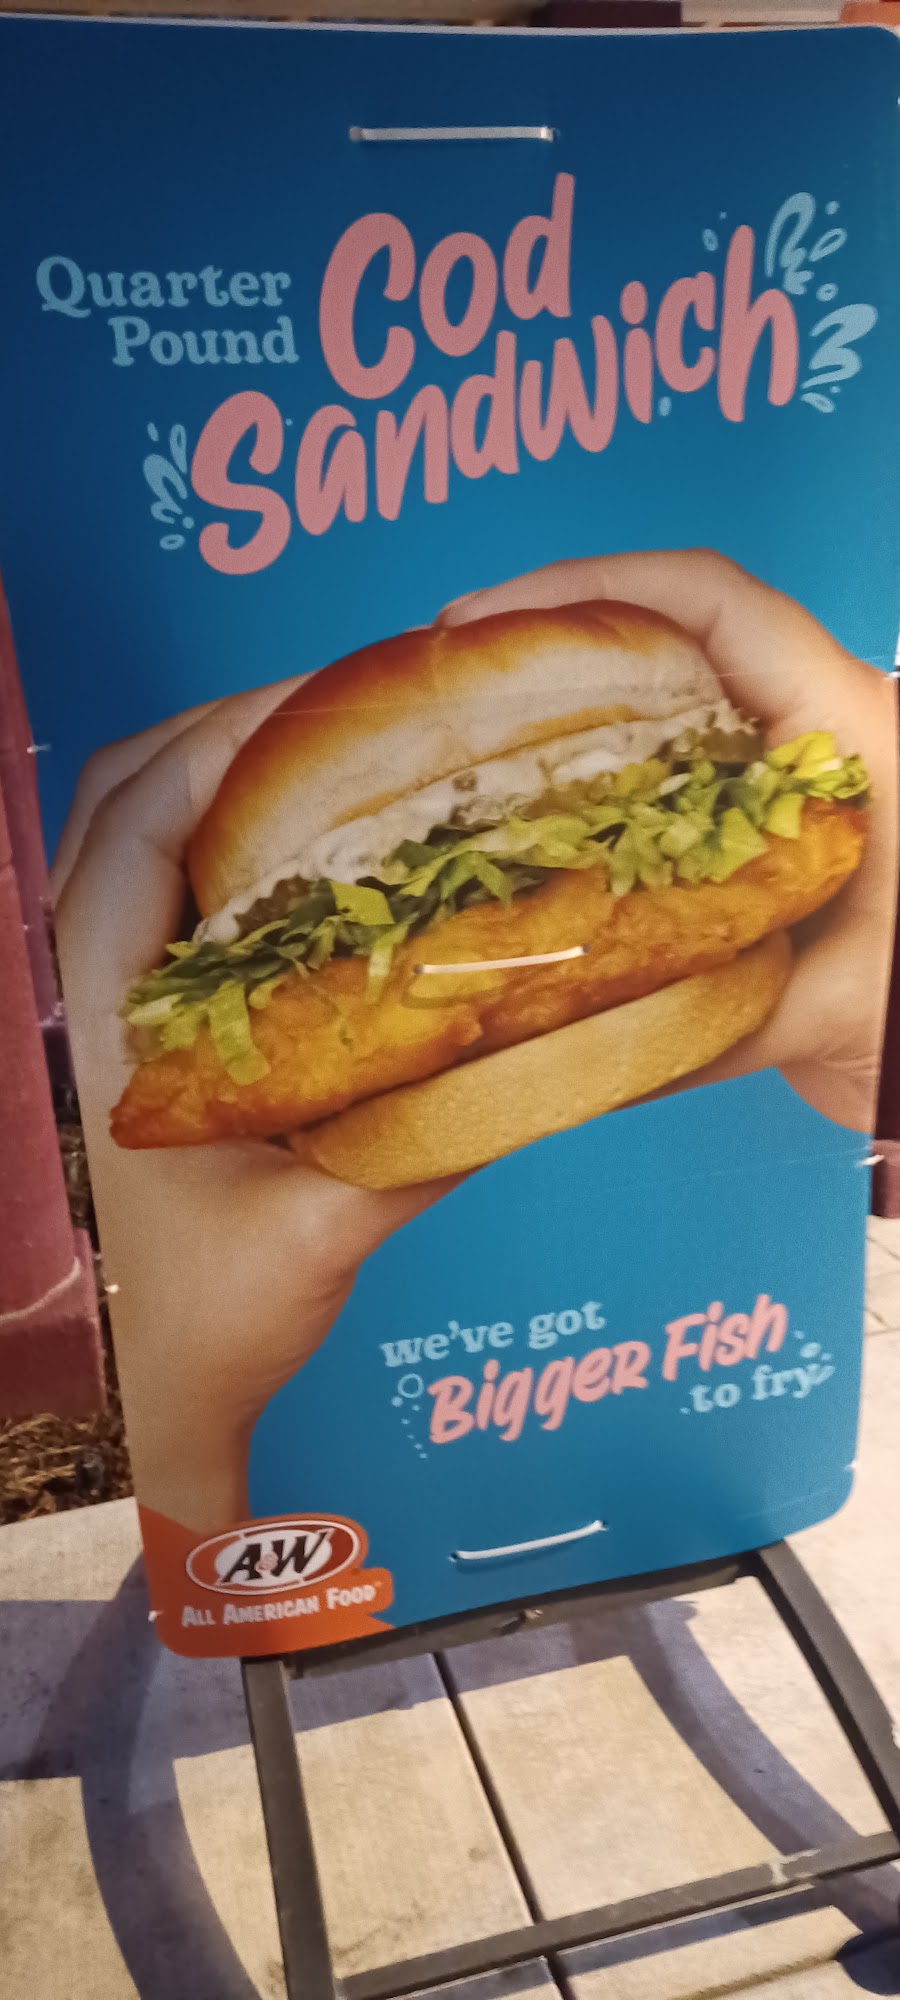 Quarter
Pound
Cod
Sandwich
we've got
Bigger Fish
to fry.
A&W
All American Food